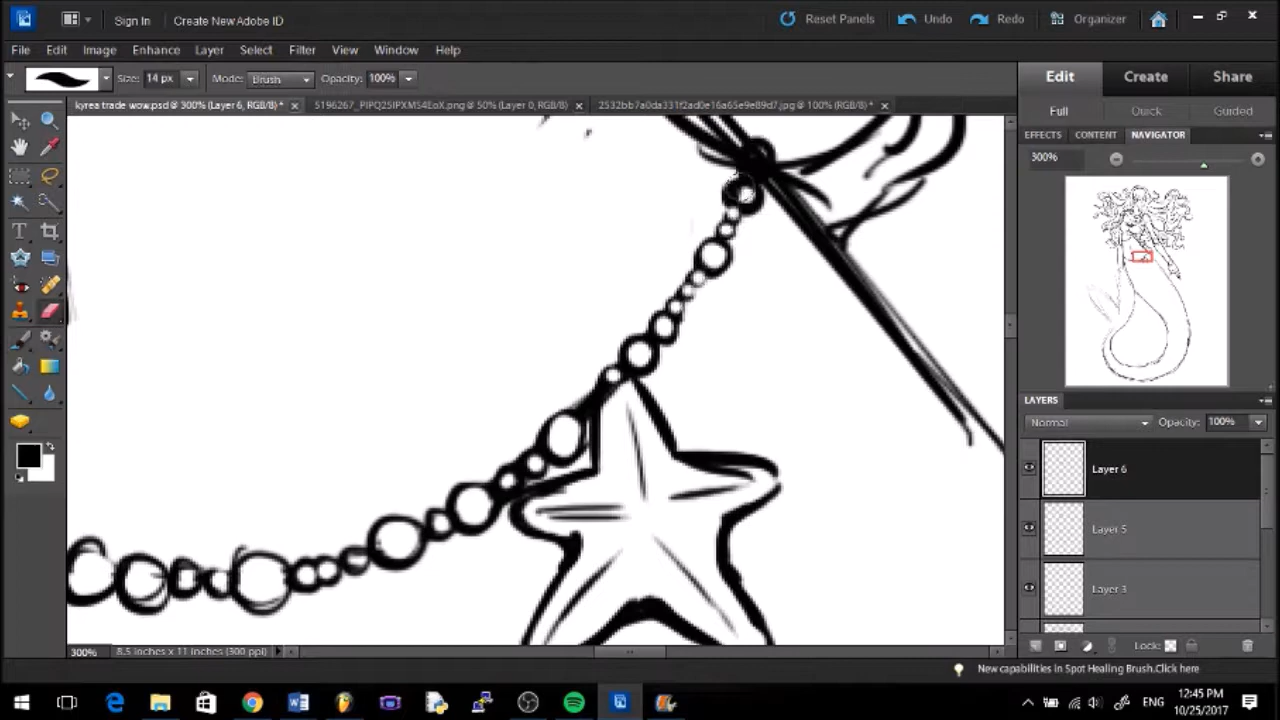 Sign In Create New Adobe ID Reset Panels Undo Redo Organizer
File Edit Image Enhance Layer Select Filter View Window Help
Size: 14 px Mode: Brush Opacity: 100%
Edit Create Share
kyrea trade wow.psd @ 300% (Layer 6, RGB/8) * 5196267_PIPQ25IPXMS4EoX.png @ 50% (Layer 0, RGB/8) 2532bb7a0da331f2ad0e16a65e9e89d7.jpg @ 100% (RGB/8) *
Full Quick Guided
EFFECTS CONTENT NAVIGATOR
300%
LAYERS
Normal Opacity: 100%
Layer 6
Layer 5
Layer 3
Lock:
300% 8.5 inches x 11 inches (300 ppi)
New capabilities in Spot Healing Brush.Click here
ENG
12:45 PM
10/25/2017